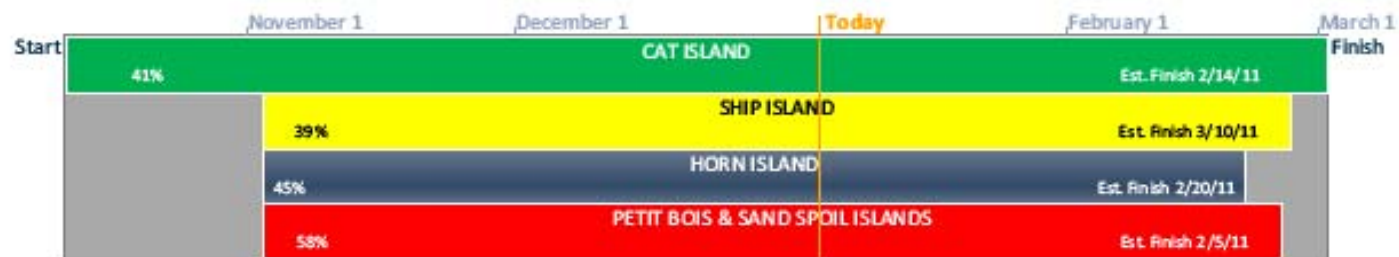 November 1 December 1 Today February 1 March 1
Start Finish
CAT ISLAND
41% Est. Finish 2/14/11
SHIP ISLAND
39% Est. Finish 3/10/11
HORN ISLAND
45% Est. Finish 2/20/11
PETIT BOIS & SAND SPOIL ISLANDS
58% Est. Finish 2/5/11